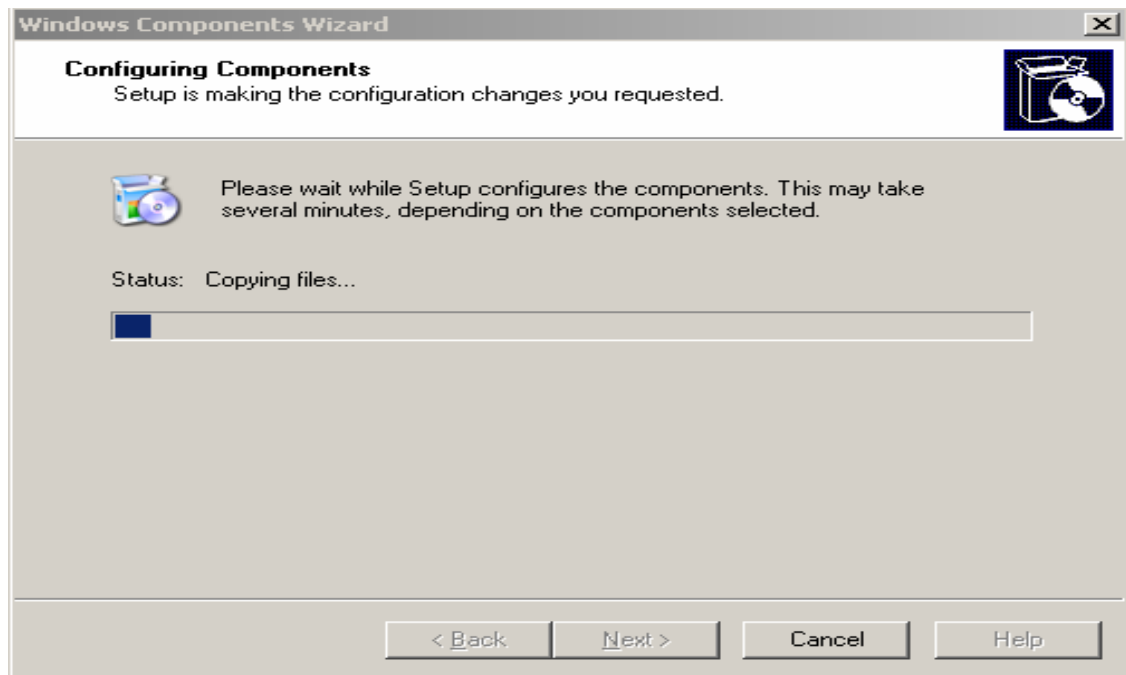 Windows Components Wizard
Configuring Components
Setup is making the configuration changes you requested.
Please wait while Setup configures the components. This may take
several minutes, depending on the components selected.
Status: Copying files...
< Back
Next >
Cancel
Help